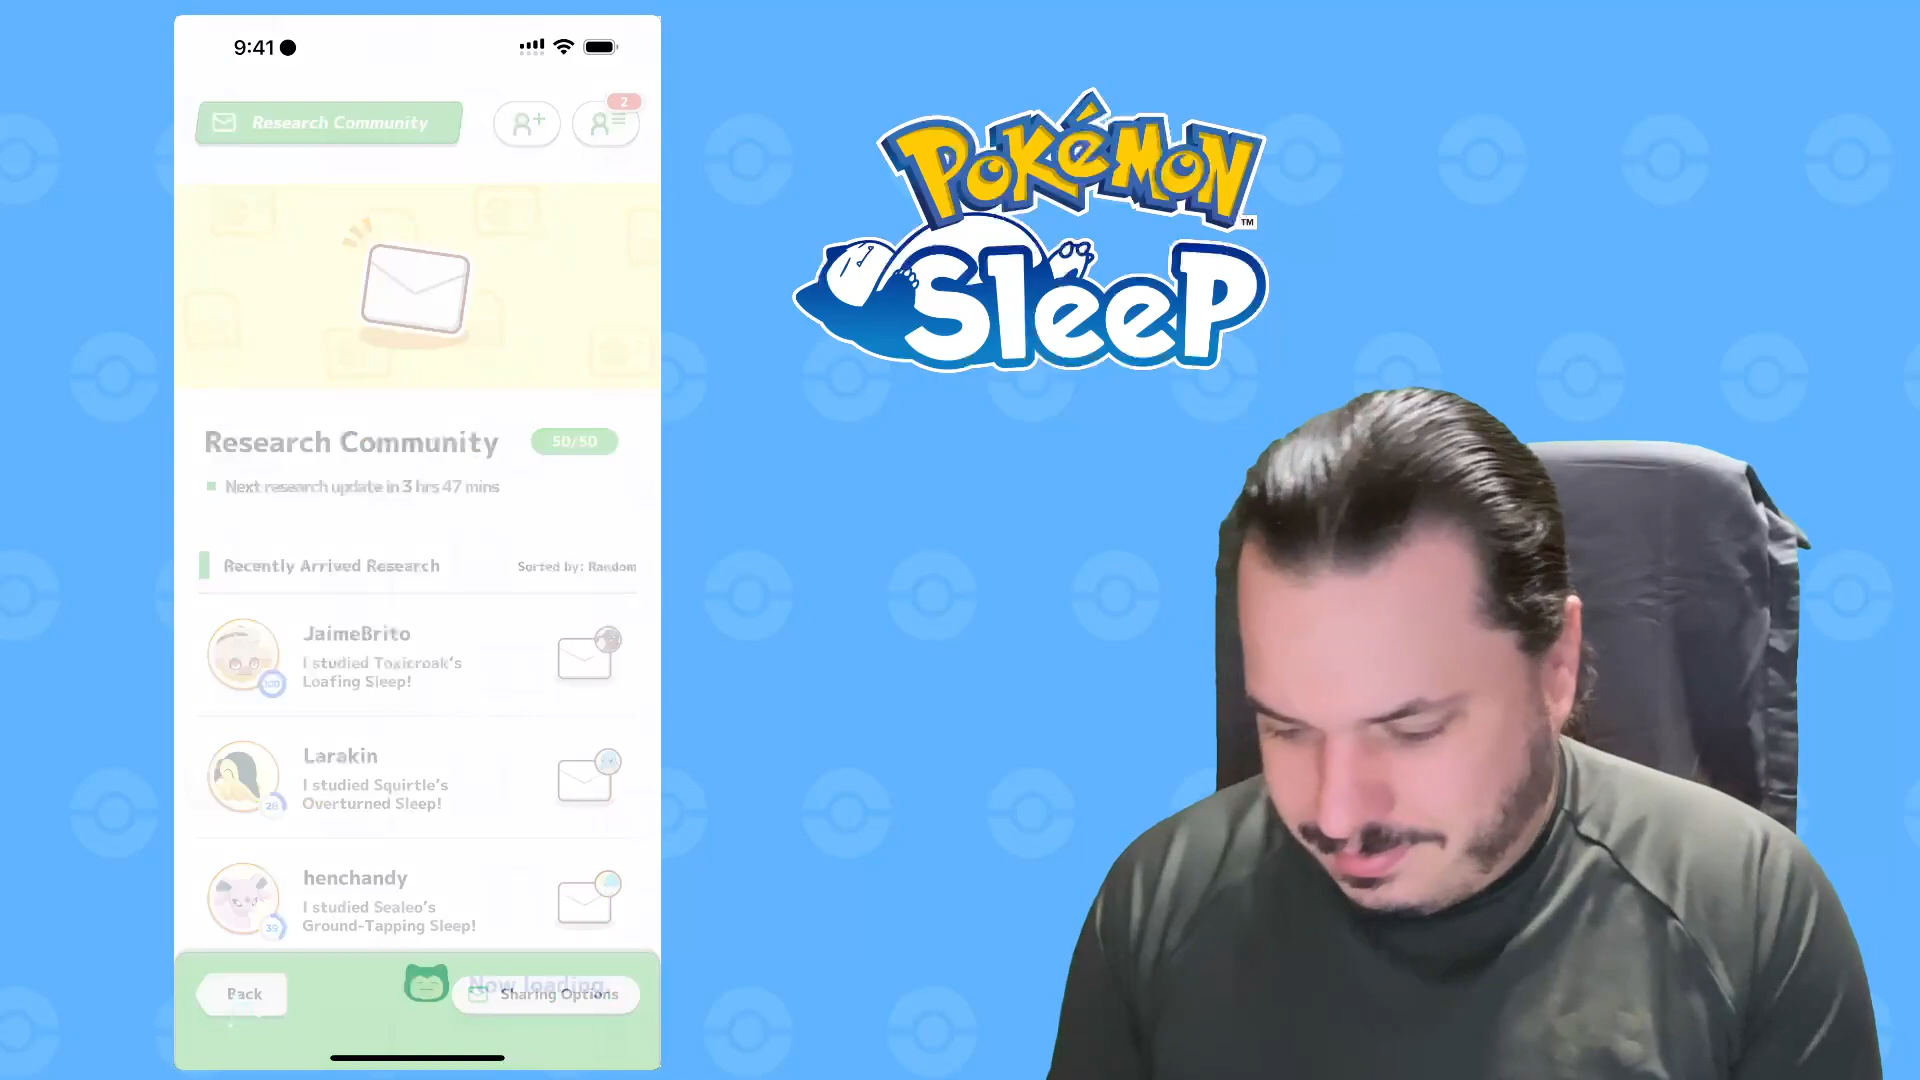 9:41
Research Community
2
Research Community
50/50
Next research update in 3 hrs 47 mins
Recently Arrived Research
Sorted by: Random
JaimeBrito
I studied Toxicroak's
Loafing Sleep!
100
Larakin
I studied Squirtle's
Overturned Sleep!
28
henchandy
I studied Sealeo's
Ground-Tapping Sleep!
39
Back
Now loading.
Sharing Options
POKéMON
TM
Sleep